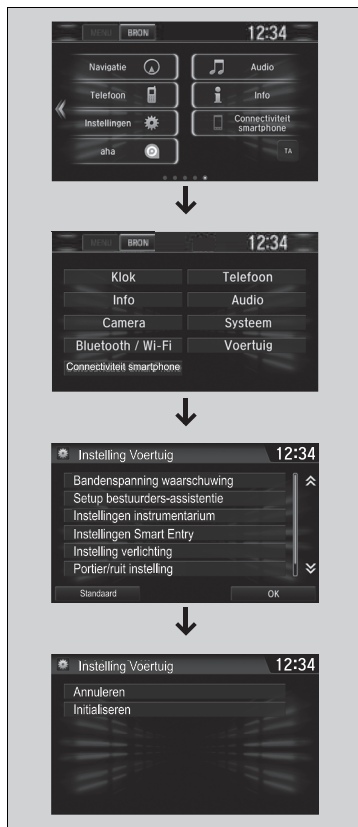 MENU BRON 12:34
Navigatie Audio
Telefoon Info
Instellingen Connectiviteit smartphone
aha TA
MENU BRON 12:34
Klok Telefoon
Info Audio
Camera Systeem
Bluetooth / Wi-Fi Voertuig
Connectiviteit smartphone
Instelling Voertuig 12:34
Bandenspanning waarschuwing
Setup bestuurders-assistentie
Instellingen instrumentarium
Instellingen Smart Entry
Instelling verlichting
Portier/ruit instelling
Standaard OK
Instelling Voertuig 12:34
Annuleren
Initialiseren